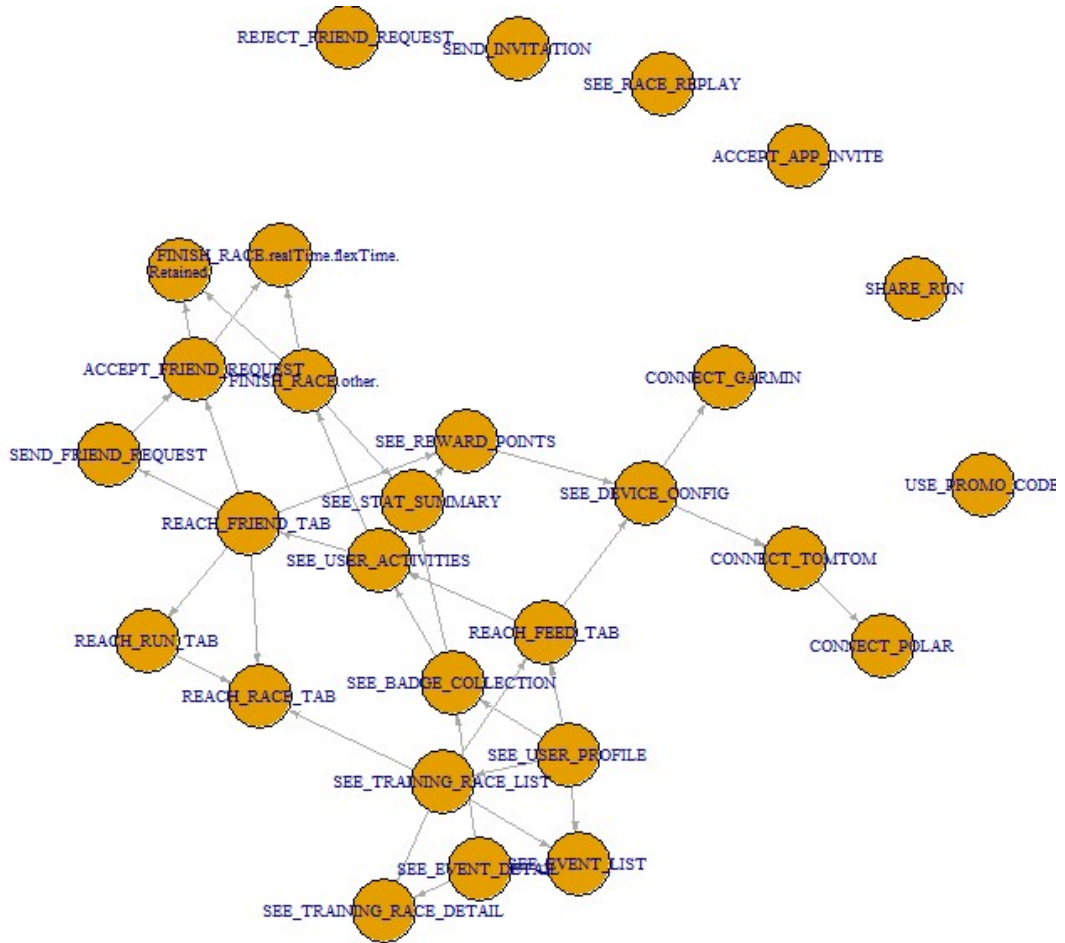 REJECT_FRIEND_REQUEST
SEND_INVITATION
SEE_RACE_REPLAY
ACCEPT_APP_INVITE
FINISH_RACE.realTime.flexTime.
Retained
SHARE_RUN
ACCEPT_FRIEND_REQUEST
FINISH_RACE.other.
CONNECT_GARMIN
SEE_REWARD_POINTS
SEND_FRIEND_REQUEST
USE_PROMO_CODE
SEE_DEVICE_CONFIG
SEE_STAT_SUMMARY
REACH_FRIEND_TAB
SEE_USER_ACTIVITIES
CONNECT_TOMTOM
REACH_FEED_TAB
REACH_RUN_TAB
CONNECT_POLAR
SEE_BADGE_COLLECTION
REACH_RACE_TAB
SEE_USER_PROFILE
SEE_TRAINING_RACE_LIST
SEE_EVENT_LIST
SEE_EVENT_DETAIL
SEE_TRAINING_RACE_DETAIL